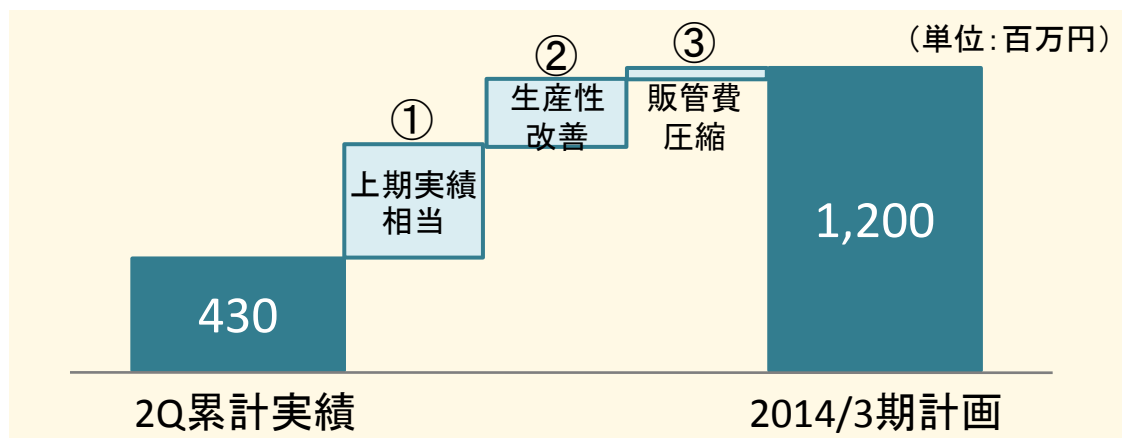 （単位：百万円）
①
上期実績
相当
②
生産性
改善
③
販管費
圧縮
430
1,200
2Q累計実績
2014/3期計画